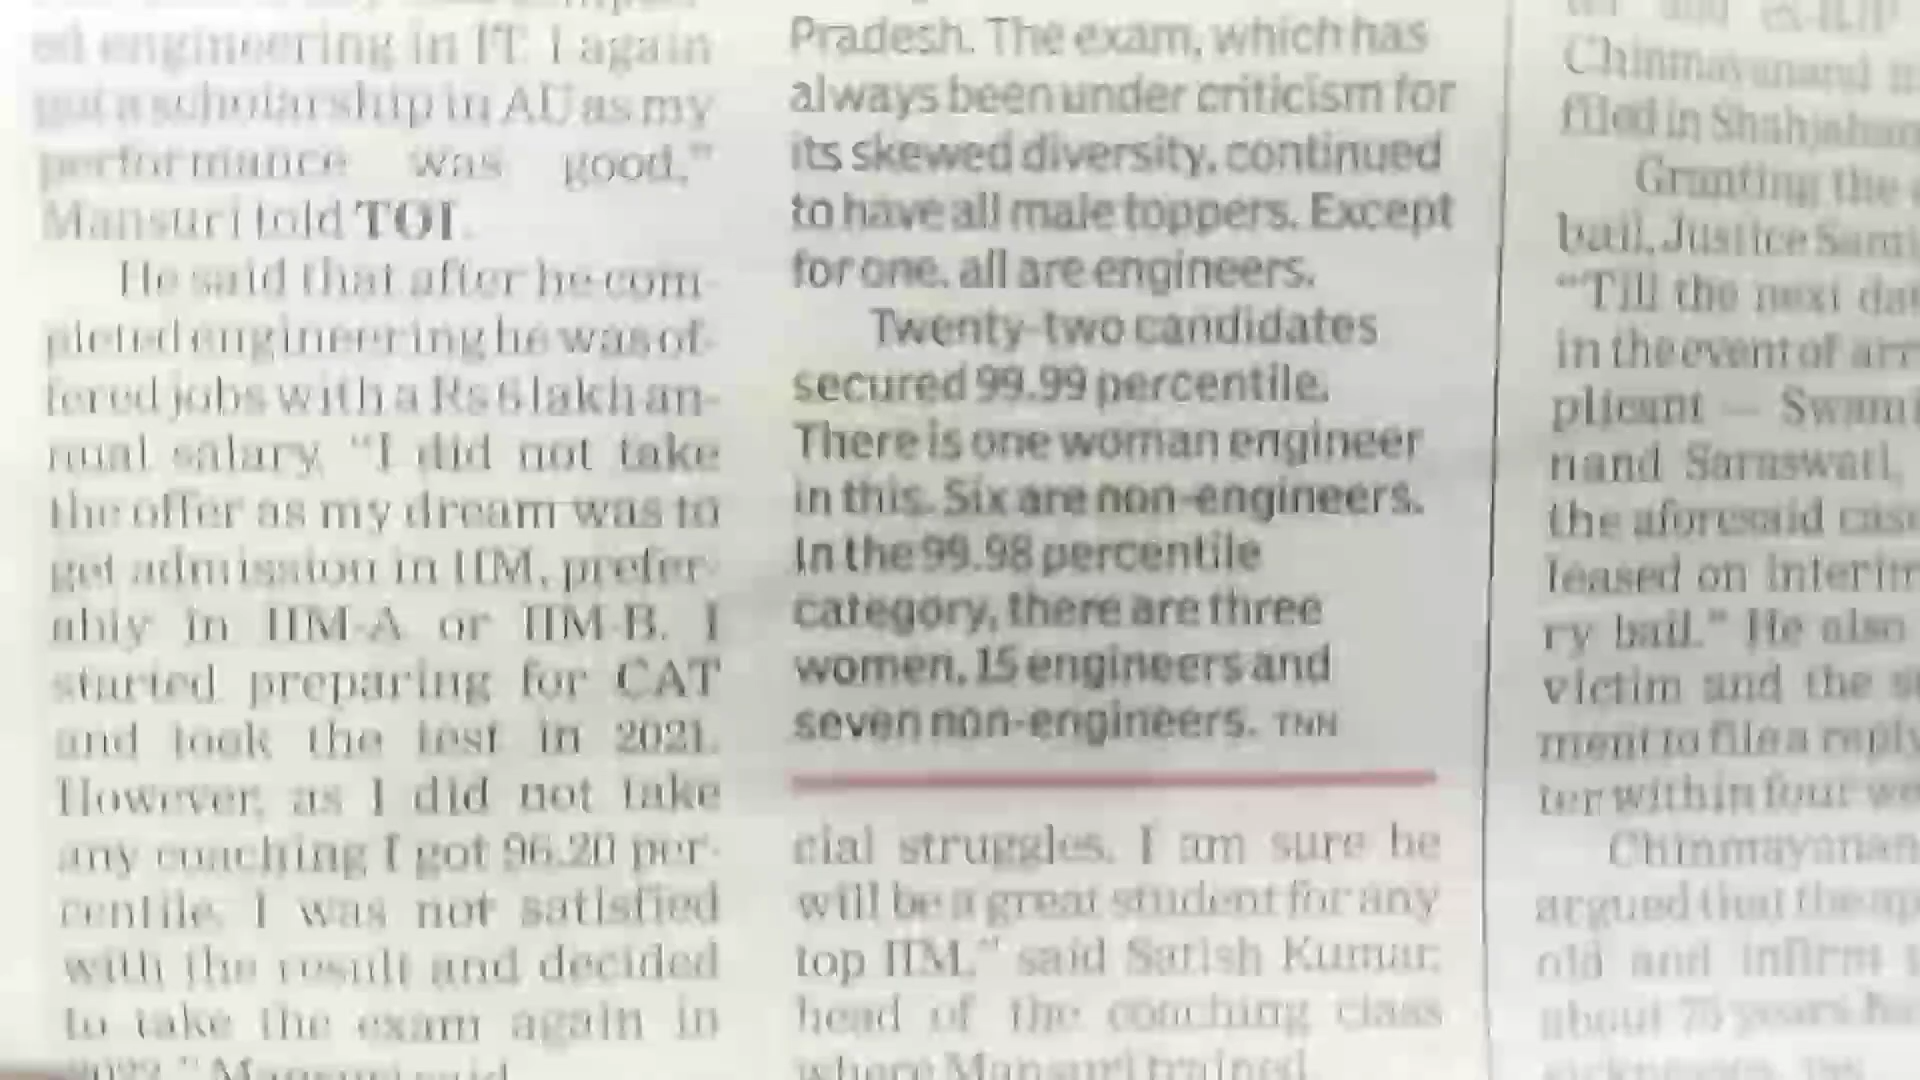 ed engineering in IT. I again
got a scholarship in AU as my
performance was good,"
Mansuri told TOI.
He said that after he com-
pleted engineering he was of-
fered jobs with a Rs 6 lakh an-
nual salary. "I did not take
the offer as my dream was to
get admission in IIM, prefer-
ably in IIM-A or IIM-B. I
started preparing for CAT
and took the test in 2021.
However, as I did not take
any coaching I got 96.20 per-
centile. I was not satisfied
with the result and decided
to take the exam again in
2022," Mansuri said.
Pradesh. The exam, which has
always been under criticism for
its skewed diversity, continued
to have all male toppers. Except
for one, all are engineers.
Twenty-two candidates
secured 99.99 percentile.
There is one woman engineer
in this. Six are non-engineers.
In the 99.98 percentile
category, there are three
women, 15 engineers and
seven non-engineers. TNN
cial struggles. I am sure he
will be a great student for any
top IIM," said Satish Kumar,
head of the coaching class
where Mansuri trained.
Chinmayanand
filed in
Granting the
bail, Justice
"Till the next
in the event of
plicant — Swami
nand Saraswati,
the aforesaid
leased on
ry bail." He also
victim and the
ment to file a reply
ter within four
argued that the
old and infirm
about 75 years